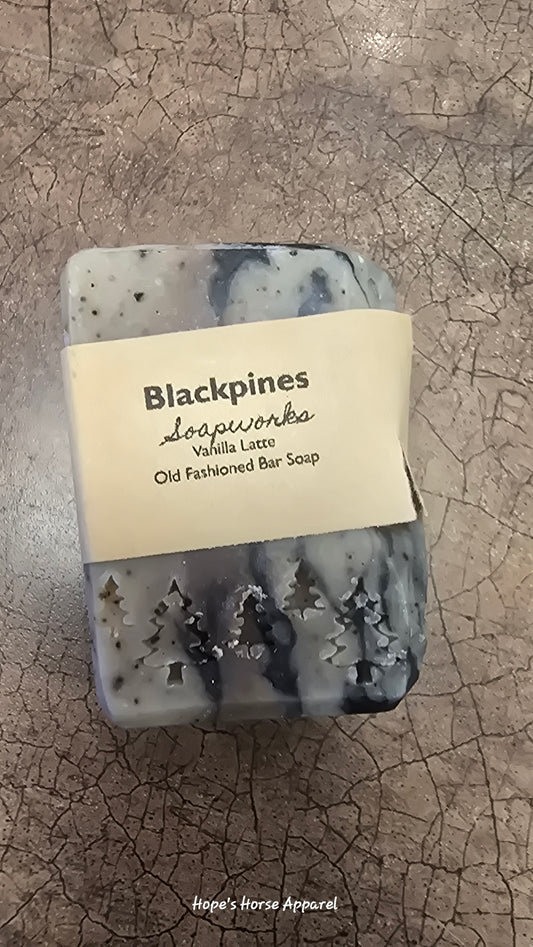 Blackpines
Soapworks
Vanilla Latte
Old Fashioned Bar Soap
Hope's Horse Apparel